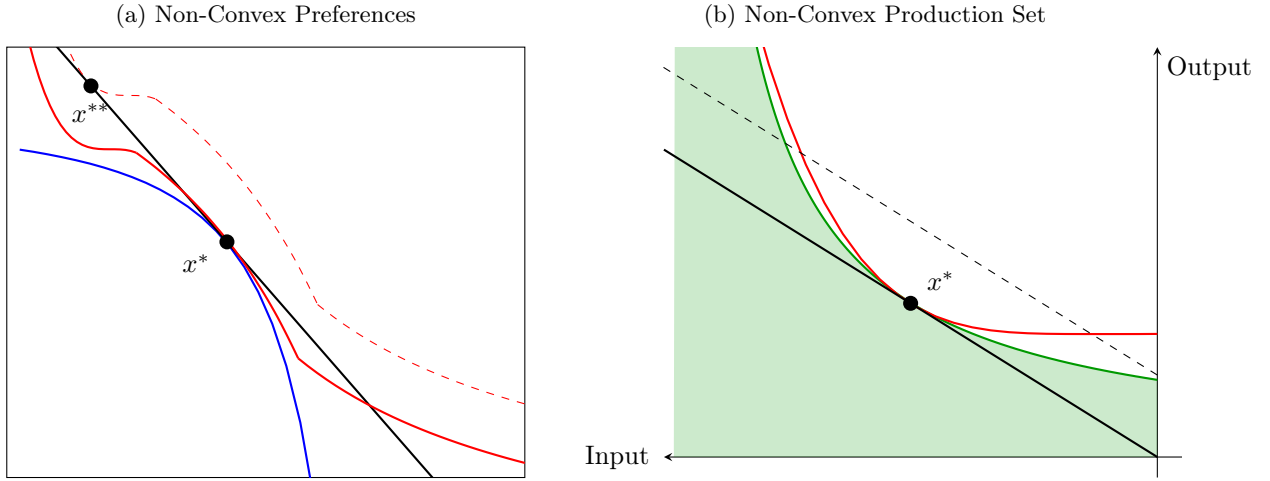 (a) Non-Convex Preferences
x**
x*
(b) Non-Convex Production Set
Output
x*
Input